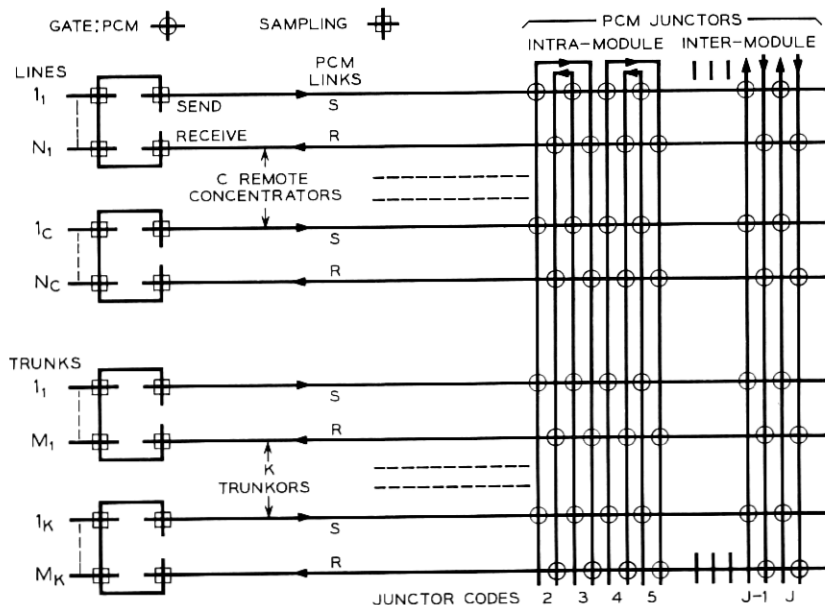 GATE: PCM
SAMPLING
PCM JUNCTORS
INTRA-MODULE
INTER-MODULE
LINES
PCM
LINKS
1₁
SEND
S
N₁
RECEIVE
R
C REMOTE
CONCENTRATORS
1C
S
NC
R
TRUNKS
1₁
S
M₁
R
K
TRUNKORS
1K
S
MK
R
JUNCTOR CODES
2
3
4
5
J-1
J